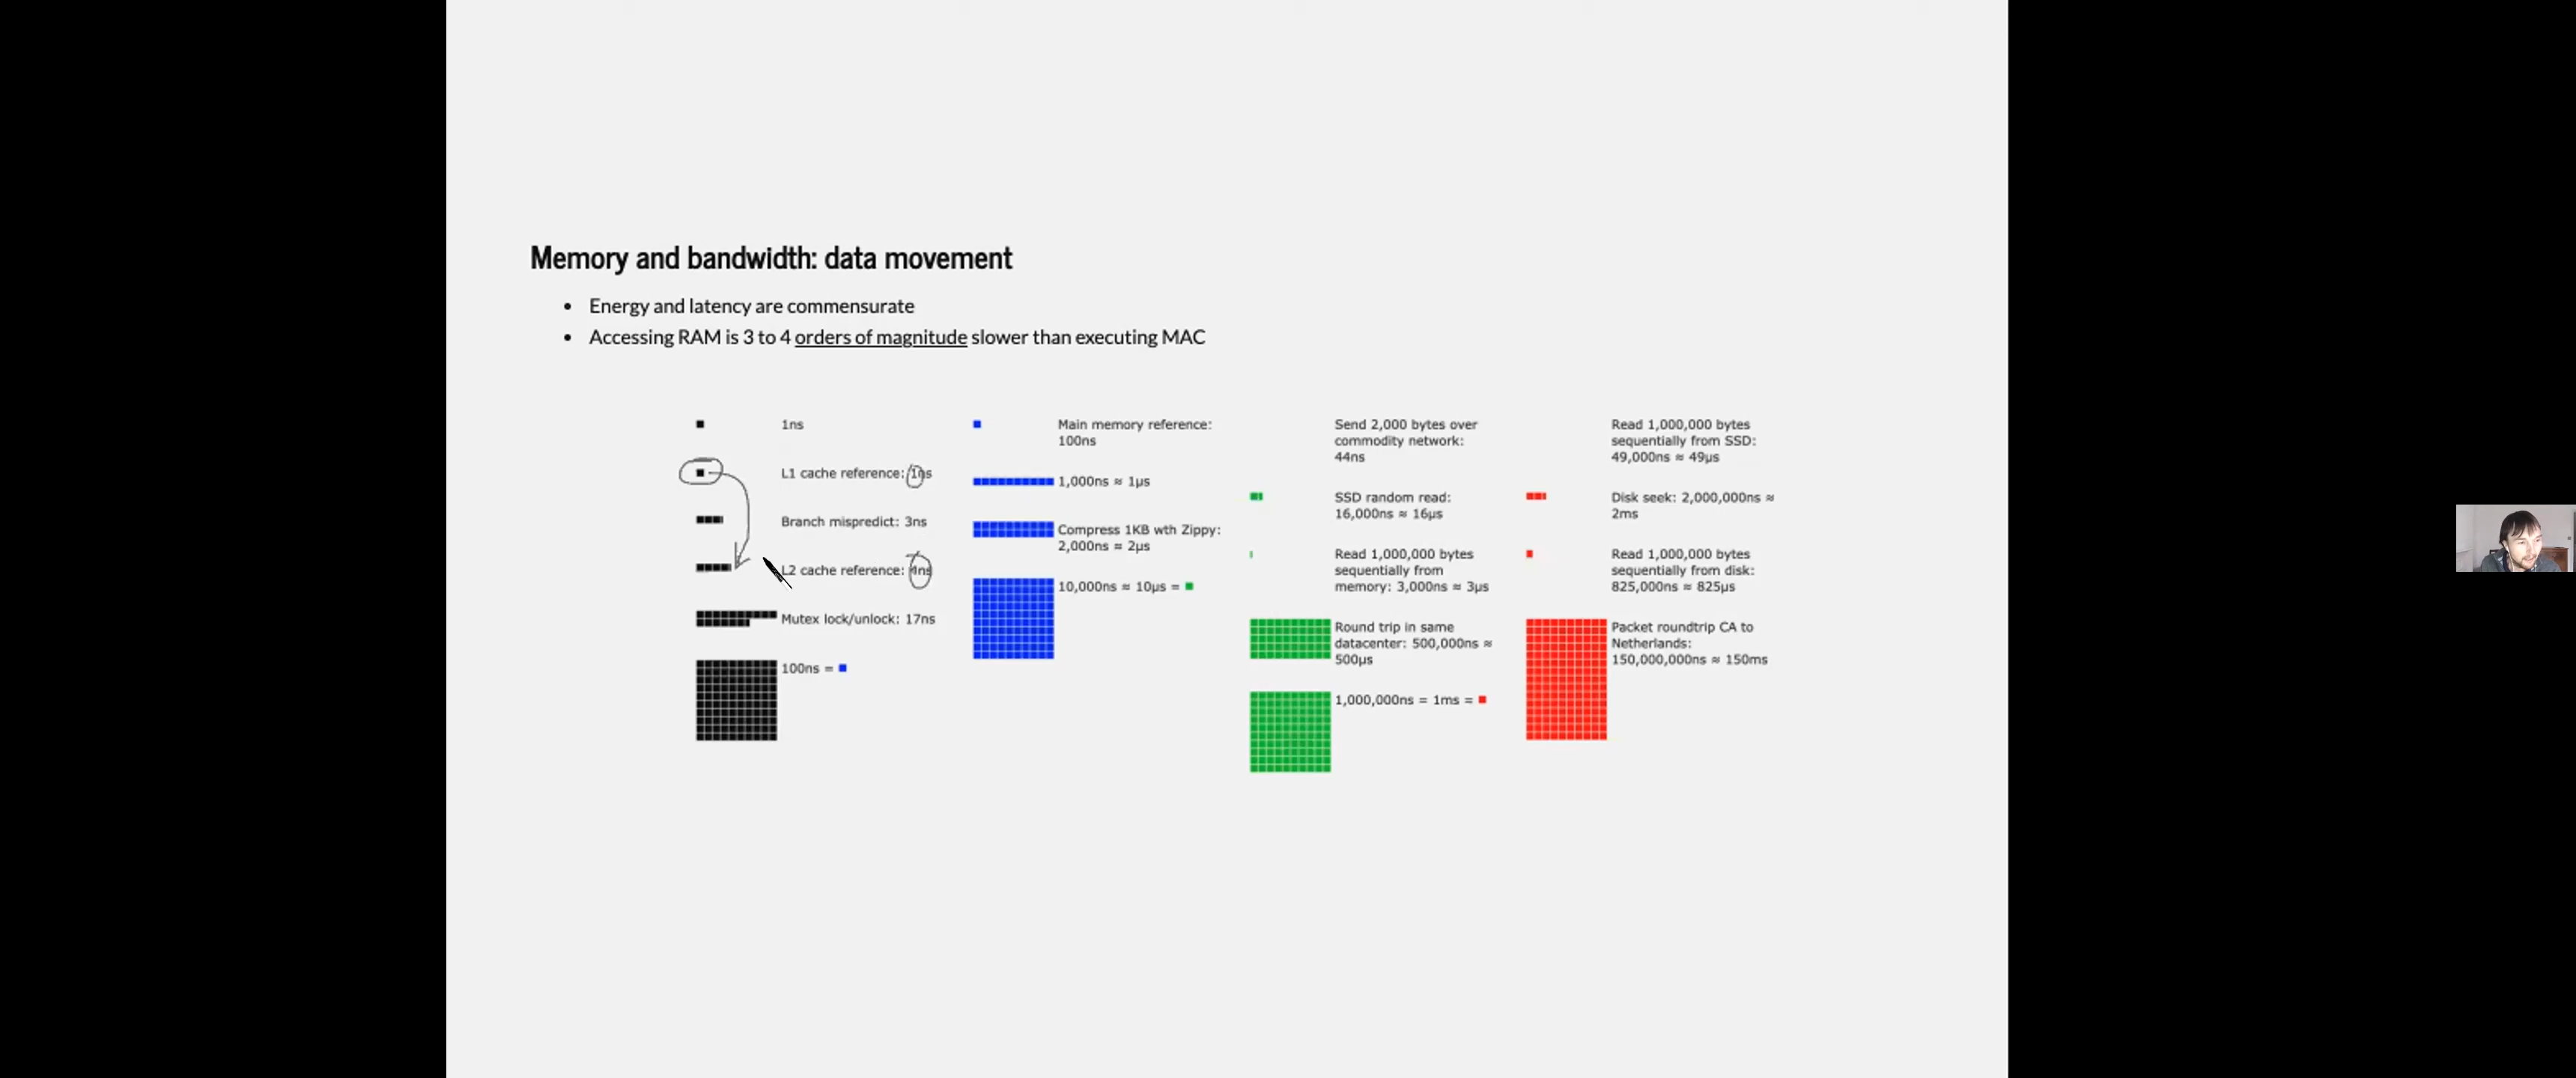 Memory and bandwidth: data movement
• Energy and latency are commensurate
• Accessing RAM is 3 to 4 orders of magnitude slower than executing MAC
1ns
L1 cache reference: 1ns
Branch mispredict: 3ns
L2 cache reference: 4ns
Mutex lock/unlock: 17ns
100ns =
Main memory reference:
100ns
1,000ns ≈ 1µs
Compress 1KB wth Zippy:
2,000ns ≈ 2µs
10,000ns ≈ 10µs =
Send 2,000 bytes over
commodity network:
44ns
SSD random read:
16,000ns ≈ 16µs
Read 1,000,000 bytes
sequentially from
memory: 3,000ns ≈ 3µs
Round trip in same
datacenter: 500,000ns ≈
500µs
1,000,000ns = 1ms =
Read 1,000,000 bytes
sequentially from SSD:
49,000ns ≈ 49µs
Disk seek: 2,000,000ns ≈
2ms
Read 1,000,000 bytes
sequentially from disk:
825,000ns ≈ 825µs
Packet roundtrip CA to
Netherlands:
150,000,000ns ≈ 150ms